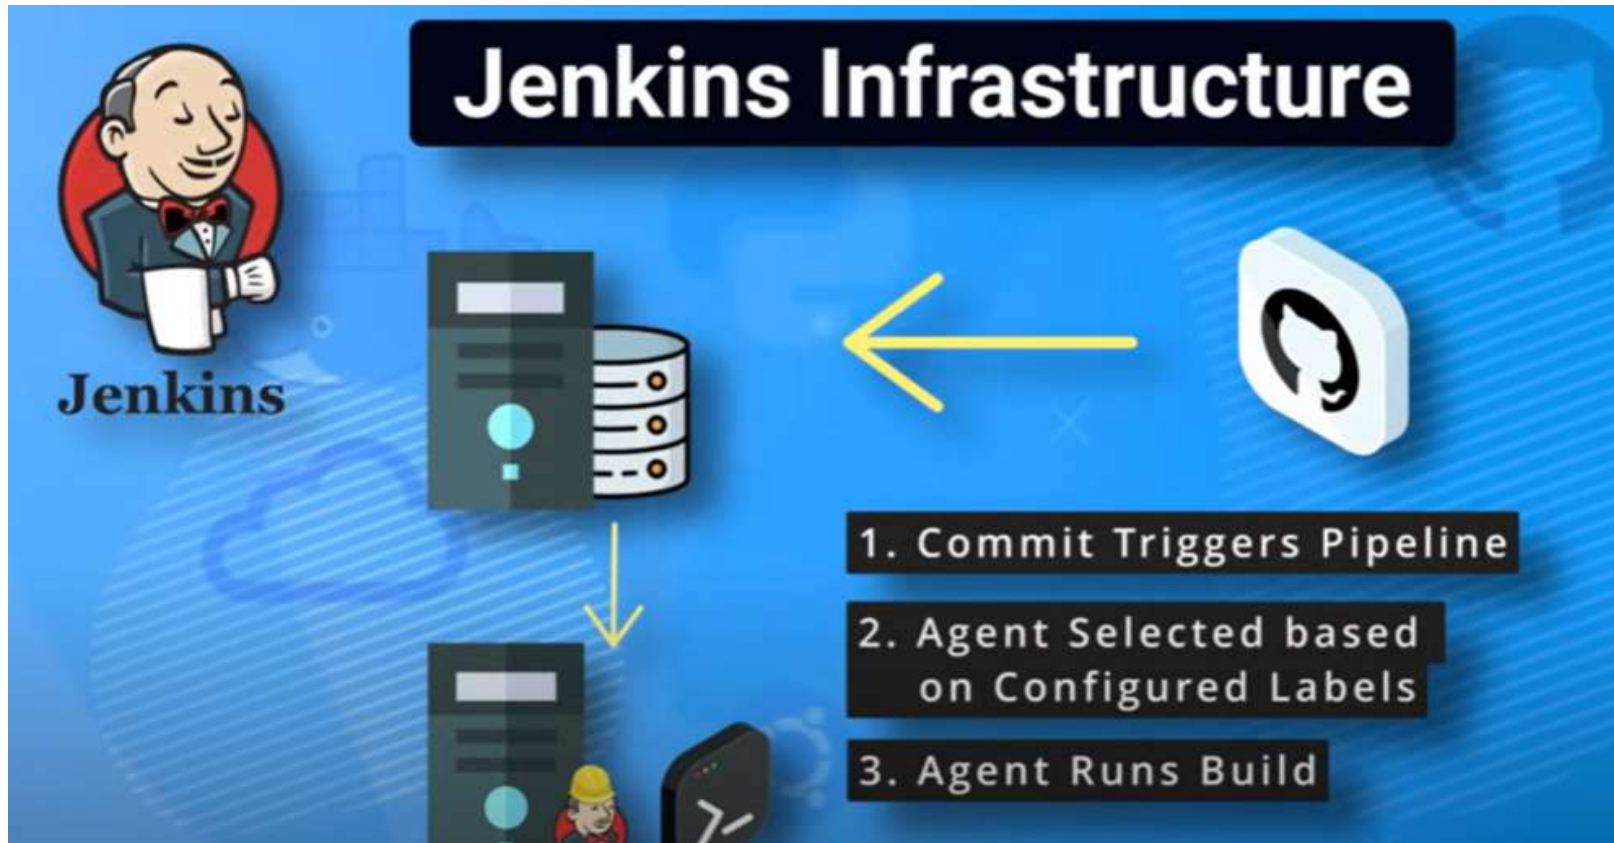 Jenkins Infrastructure
Jenkins
1. Commit Triggers Pipeline
2. Agent Selected based
on Configured Labels
3. Agent Runs Build